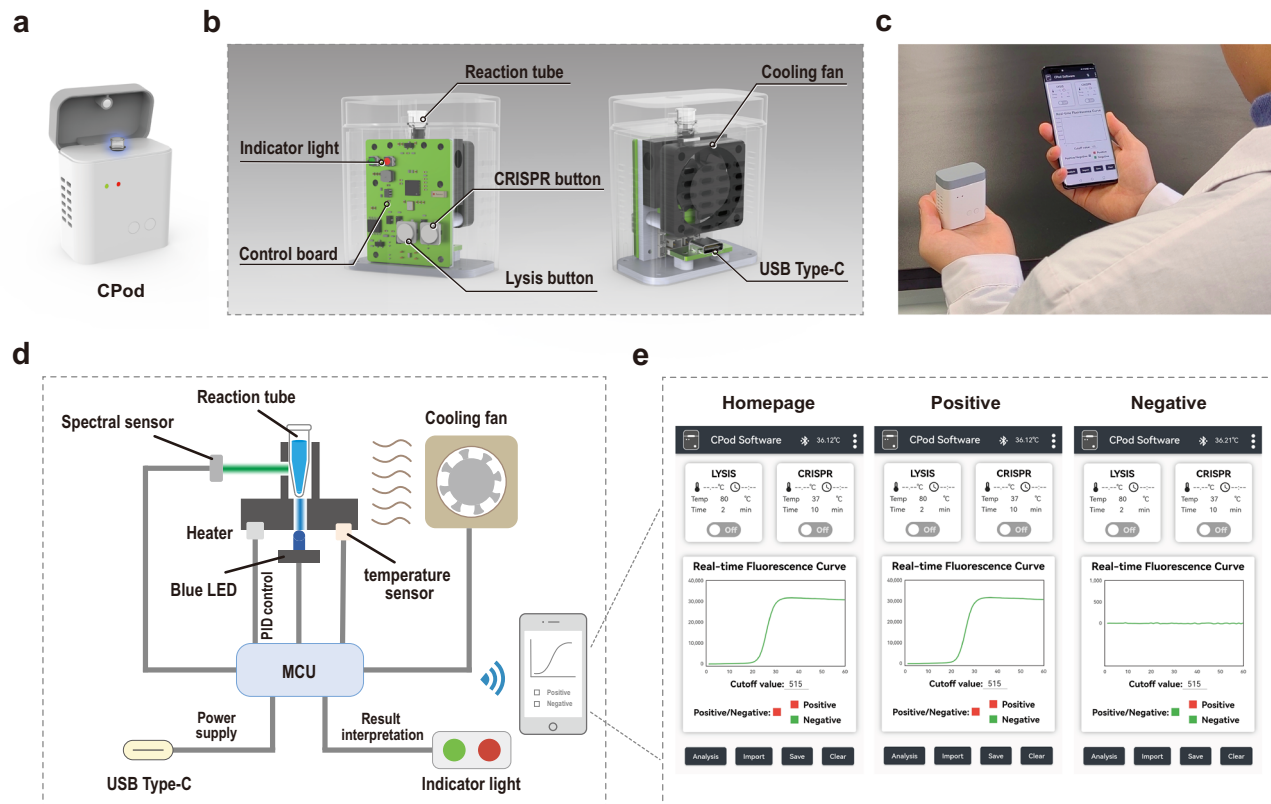 a
CPod
b
Reaction tube
Cooling fan
Indicator light
CRISPR button
Control board
Lysis button
USB Type-C
c
CPod Software
d
Reaction tube
Spectral sensor
Cooling fan
Heater
Blue LED
temperature
sensor
PID control
MCU
Power
supply
Result
interpretation
USB Type-C
Indicator light
Positive
Negative
e
Homepage
CPod Software 36.12℃
LYSIS
--.--℃ --:--
Temp 80 ℃
Time 2 min
Off
CRISPR
--.--℃ --:--
Temp 37 ℃
Time 10 min
Off
Real-time Fluorescence Curve
40,000
30,000
20,000
10,000
0
0 10 20 30 40 50 60
Cutoff value: 515
Positive/Negative:
Positive
Negative
Analysis Import Save Clear
Positive
CPod Software 36.12℃
LYSIS
--.--℃ --:--
Temp 80 ℃
Time 2 min
Off
CRISPR
--.--℃ --:--
Temp 37 ℃
Time 10 min
Off
Real-time Fluorescence Curve
40,000
30,000
20,000
10,000
0
0 10 20 30 40 50 60
Cutoff value: 515
Positive/Negative:
Positive
Negative
Analysis Import Save Clear
Negative
CPod Software 36.21℃
LYSIS
--.--℃ --:--
Temp 80 ℃
Time 2 min
Off
CRISPR
--.--℃ --:--
Temp 37 ℃
Time 10 min
Off
Real-time Fluorescence Curve
1,000
500
0
0 10 20 30 40 50 60
Cutoff value: 515
Positive/Negative:
Positive
Negative
Analysis Import Save Clear